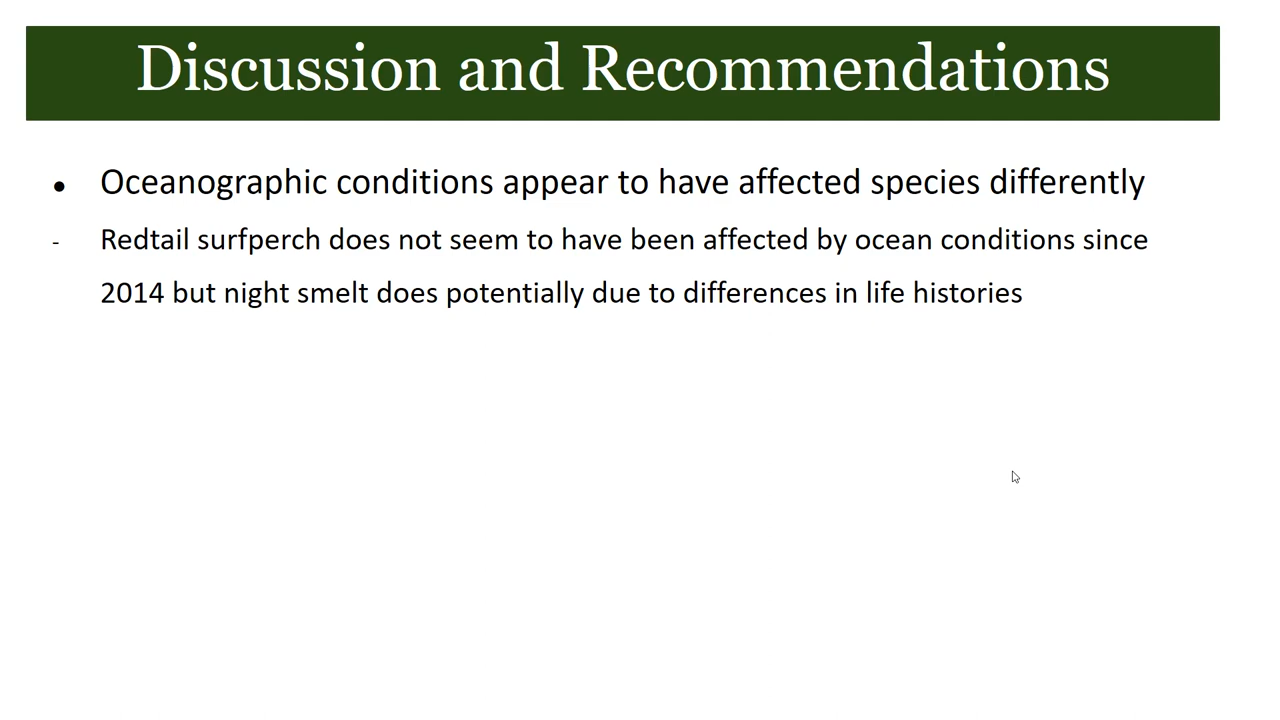 Discussion and Recommendations
• Oceanographic conditions appear to have affected species differently
- Redtail surfperch does not seem to have been affected by ocean conditions since
2014 but night smelt does potentially due to differences in life histories